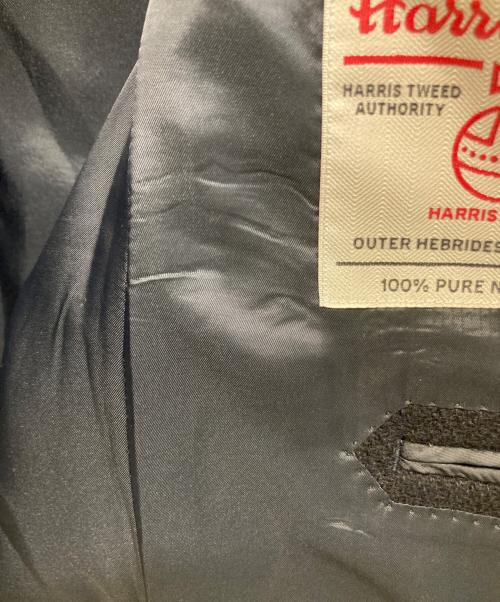 HARRIS TWEED
AUTHORITY
HARRIS
OUTER HEBRIDES
100% PURE